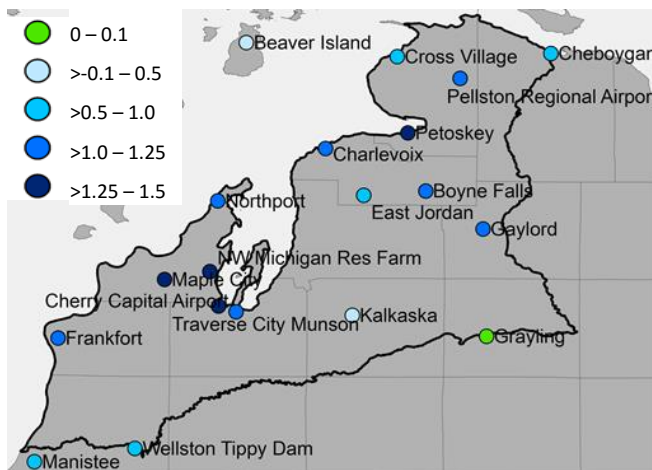 0 – 0.1
>-0.1 – 0.5
>0.5 – 1.0
>1.0 – 1.25
>1.25 – 1.5
Beaver Island
Cross Village
Cheboygan
Pellston Regional Airport
Petoskey
Charlevoix
Boyne Falls
East Jordan
Northport
Gaylord
NW Michigan Res Farm
Maple City
Cherry Capital Airport
Traverse City Munson
Kalkaska
Frankfort
Grayling
Wellston Tippy Dam
Manistee